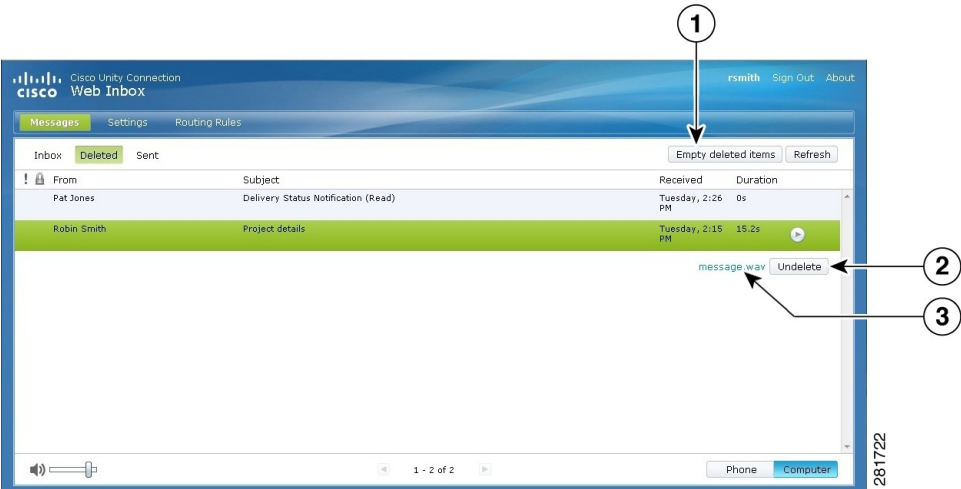 1
Cisco Unity Connection
CISCO Web Inbox
rsmith Sign Out About
Messages Settings Routing Rules
Inbox Deleted Sent Empty deleted items Refresh
! From Subject Received Duration
Pat Jones Delivery Status Notification (Read) Tuesday, 2:26 PM 0s
Robin Smith Project details Tuesday, 2:15 PM 15.2s
message.wav Undelete
2
3
1 - 2 of 2
Phone Computer
281722